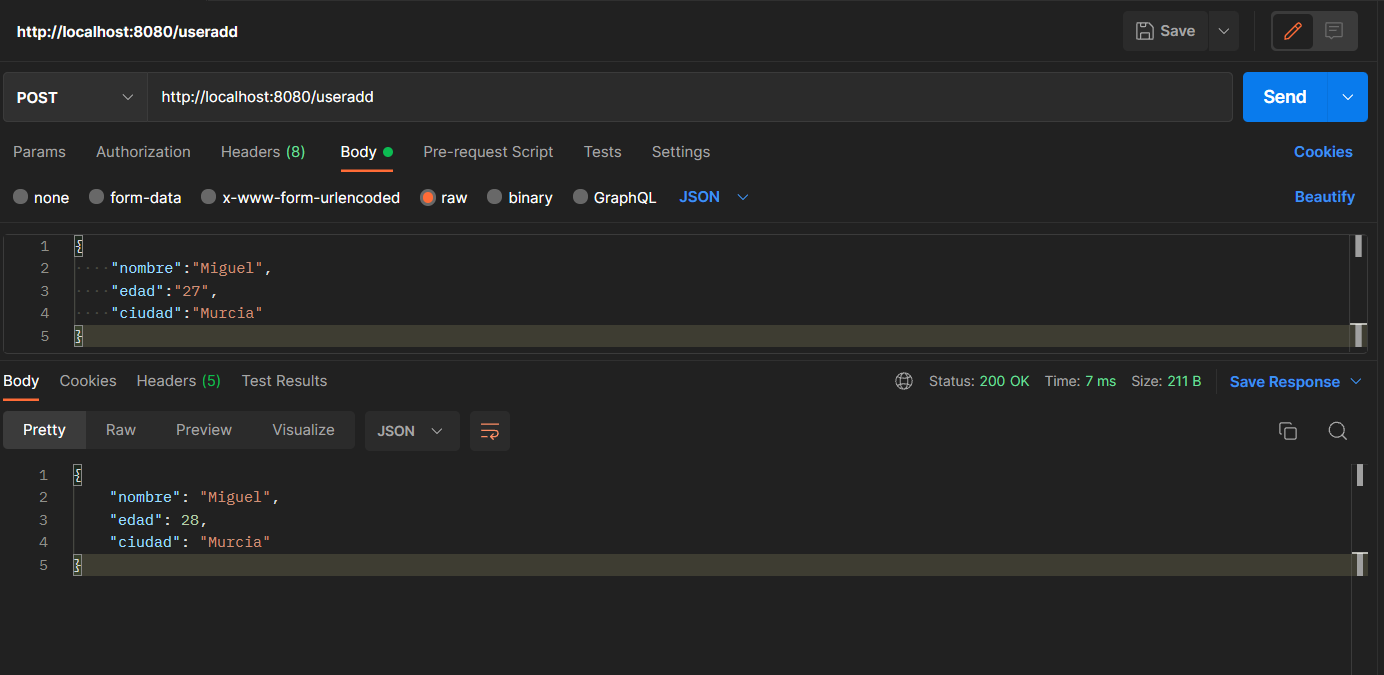 http://localhost:8080/useradd Save
POST http://localhost:8080/useradd Send
Params Authorization Headers (8) Body Pre-request Script Tests Settings Cookies
none form-data x-www-form-urlencoded raw binary GraphQL JSON Beautify
1 {
2 ····"nombre":"Miguel",
3 ····"edad":"27",
4 ····"ciudad":"Murcia"
5 }
Body Cookies Headers (5) Test Results Status: 200 OK Time: 7 ms Size: 211 B Save Response
Pretty Raw Preview Visualize JSON
1 {
2 "nombre": "Miguel",
3 "edad": 28,
4 "ciudad": "Murcia"
5 }